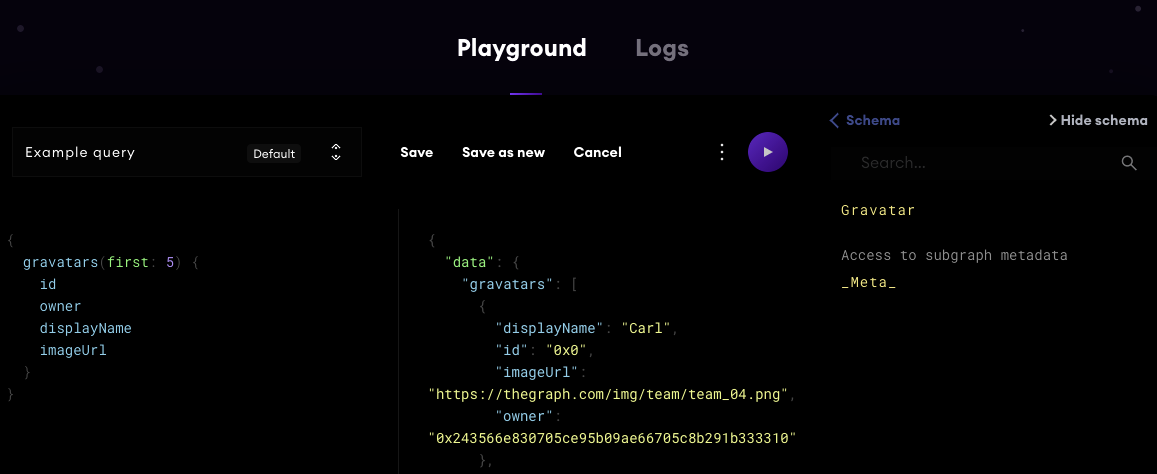 Playground Logs
Example query Default Save Save as new Cancel
{
gravatars(first: 5) {
id
owner
displayName
imageUrl
}
}
{
"data": {
"gravatars": [
{
"displayName": "Carl",
"id": "0x0",
"imageUrl":
"https://thegraph.com/img/team/team_04.png",
"owner":
"0x243566e830705ce95b09ae66705c8b291b333310"
},
Schema Hide schema
Search...
Gravatar
Access to subgraph metadata
_Meta_